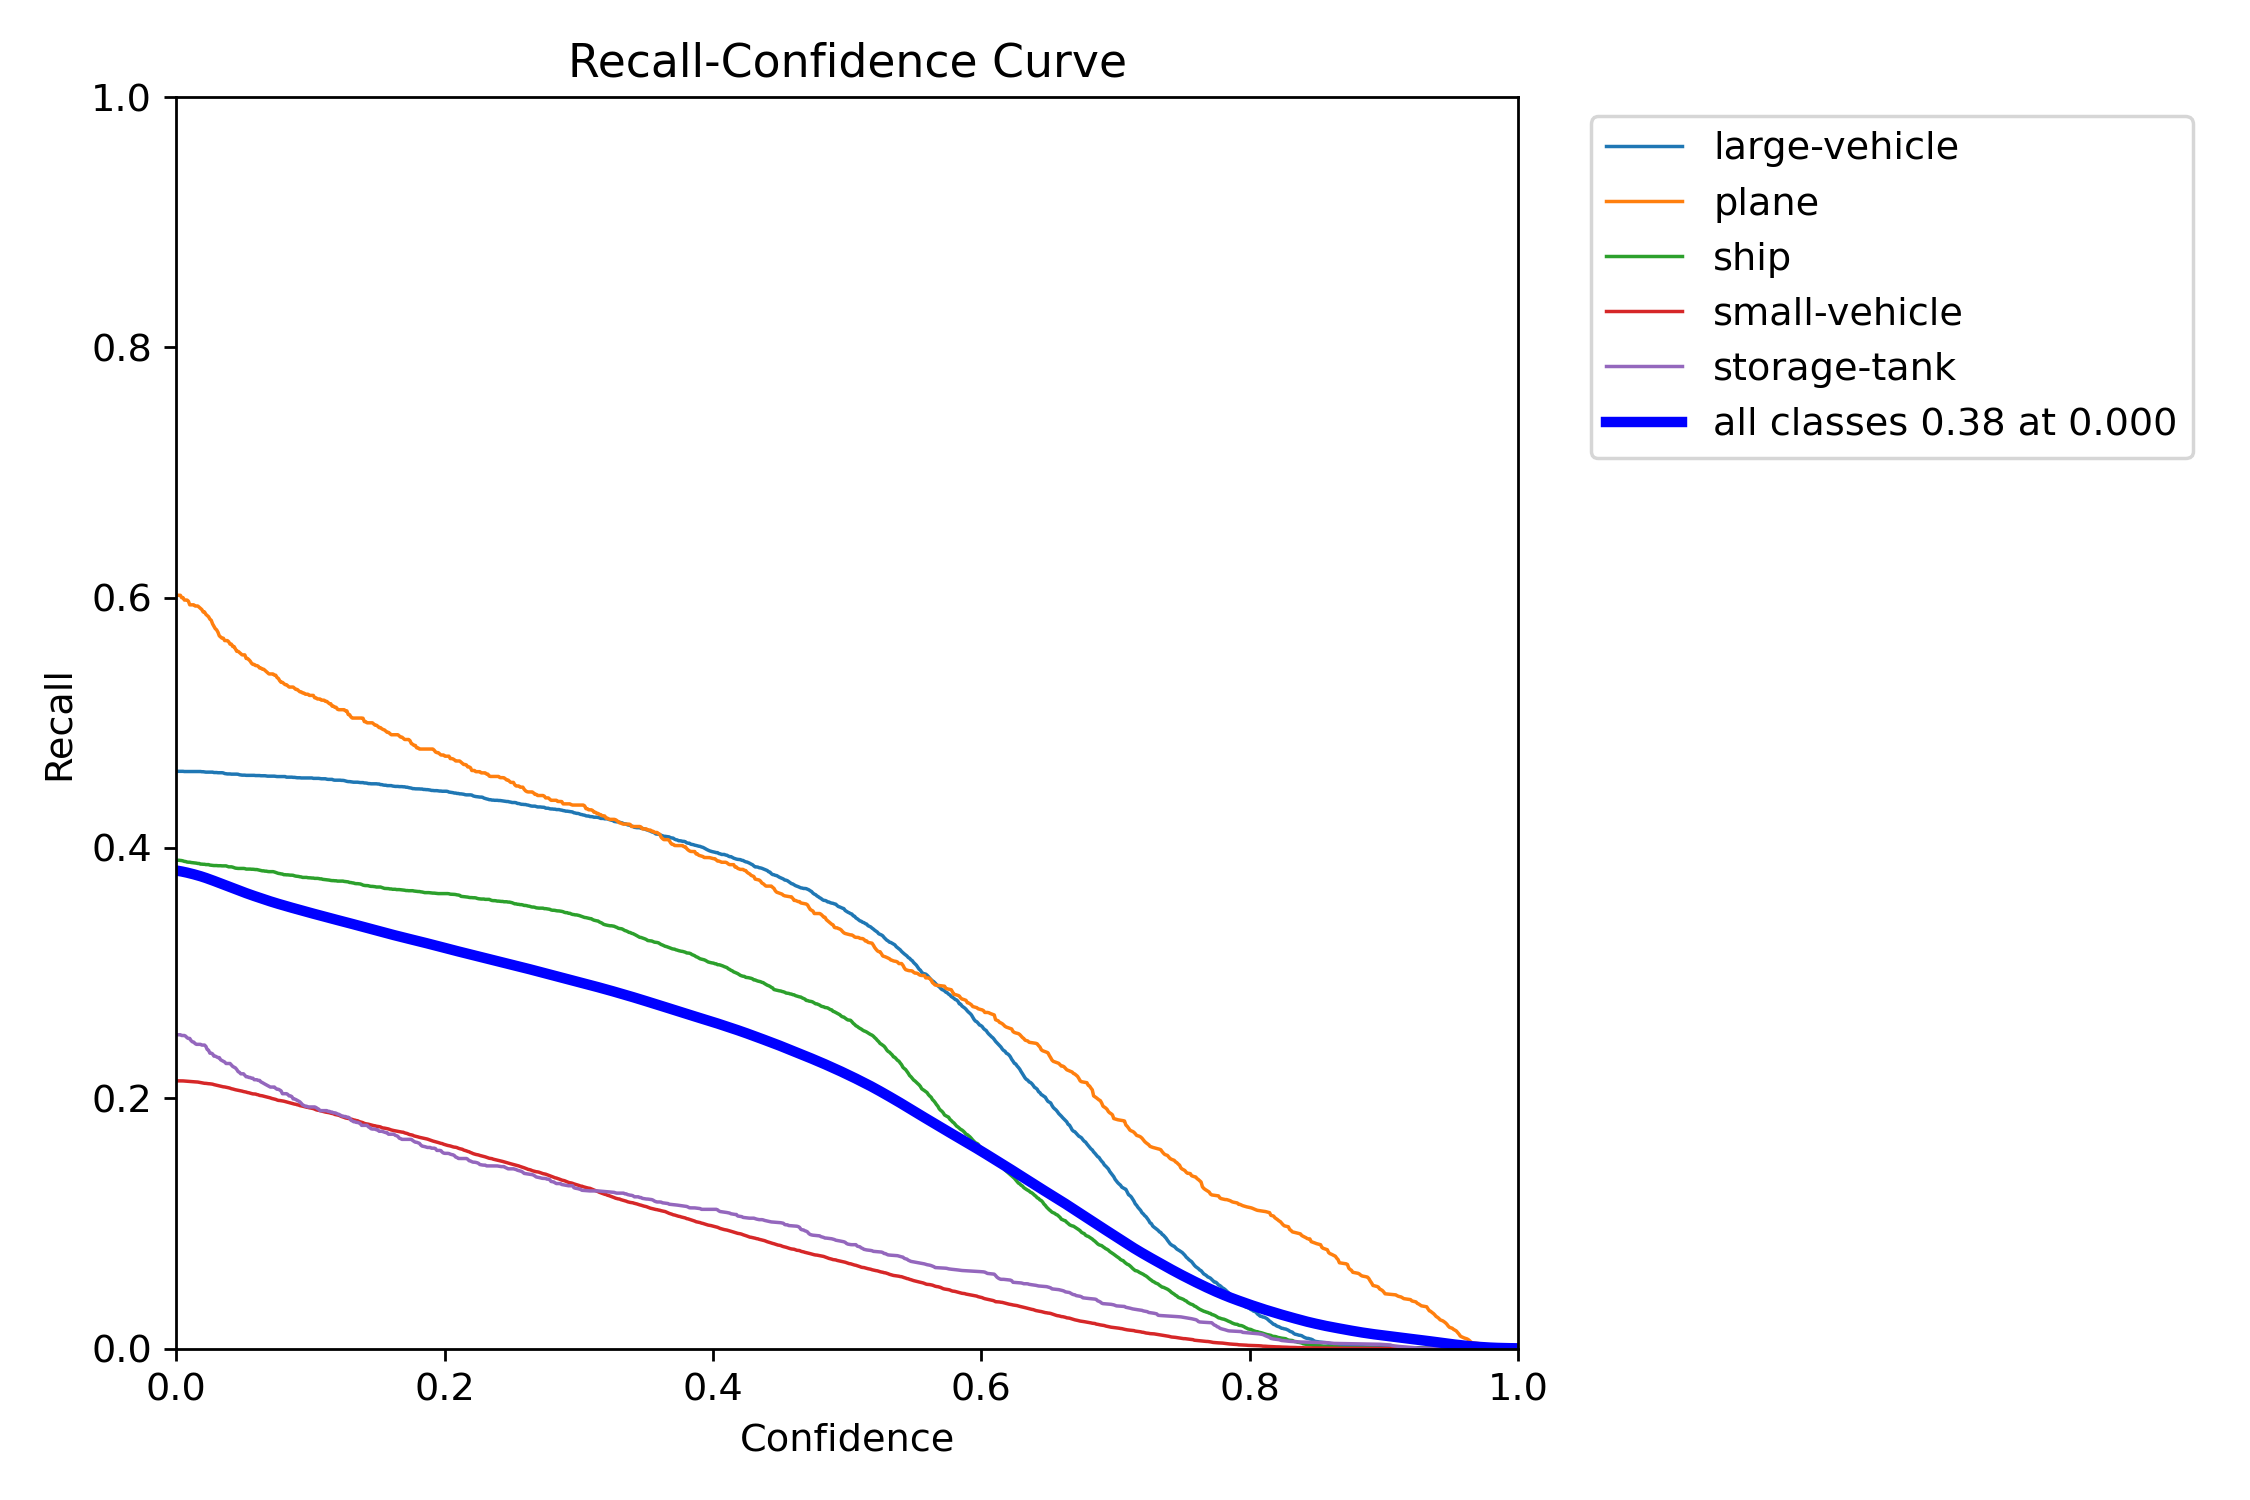 Recall-Confidence Curve
1.0
0.8
0.6
0.4
0.2
0.0
Recall
0.0 0.2 0.4 0.6 0.8 1.0
Confidence
large-vehicle
plane
ship
small-vehicle
storage-tank
all classes 0.38 at 0.000